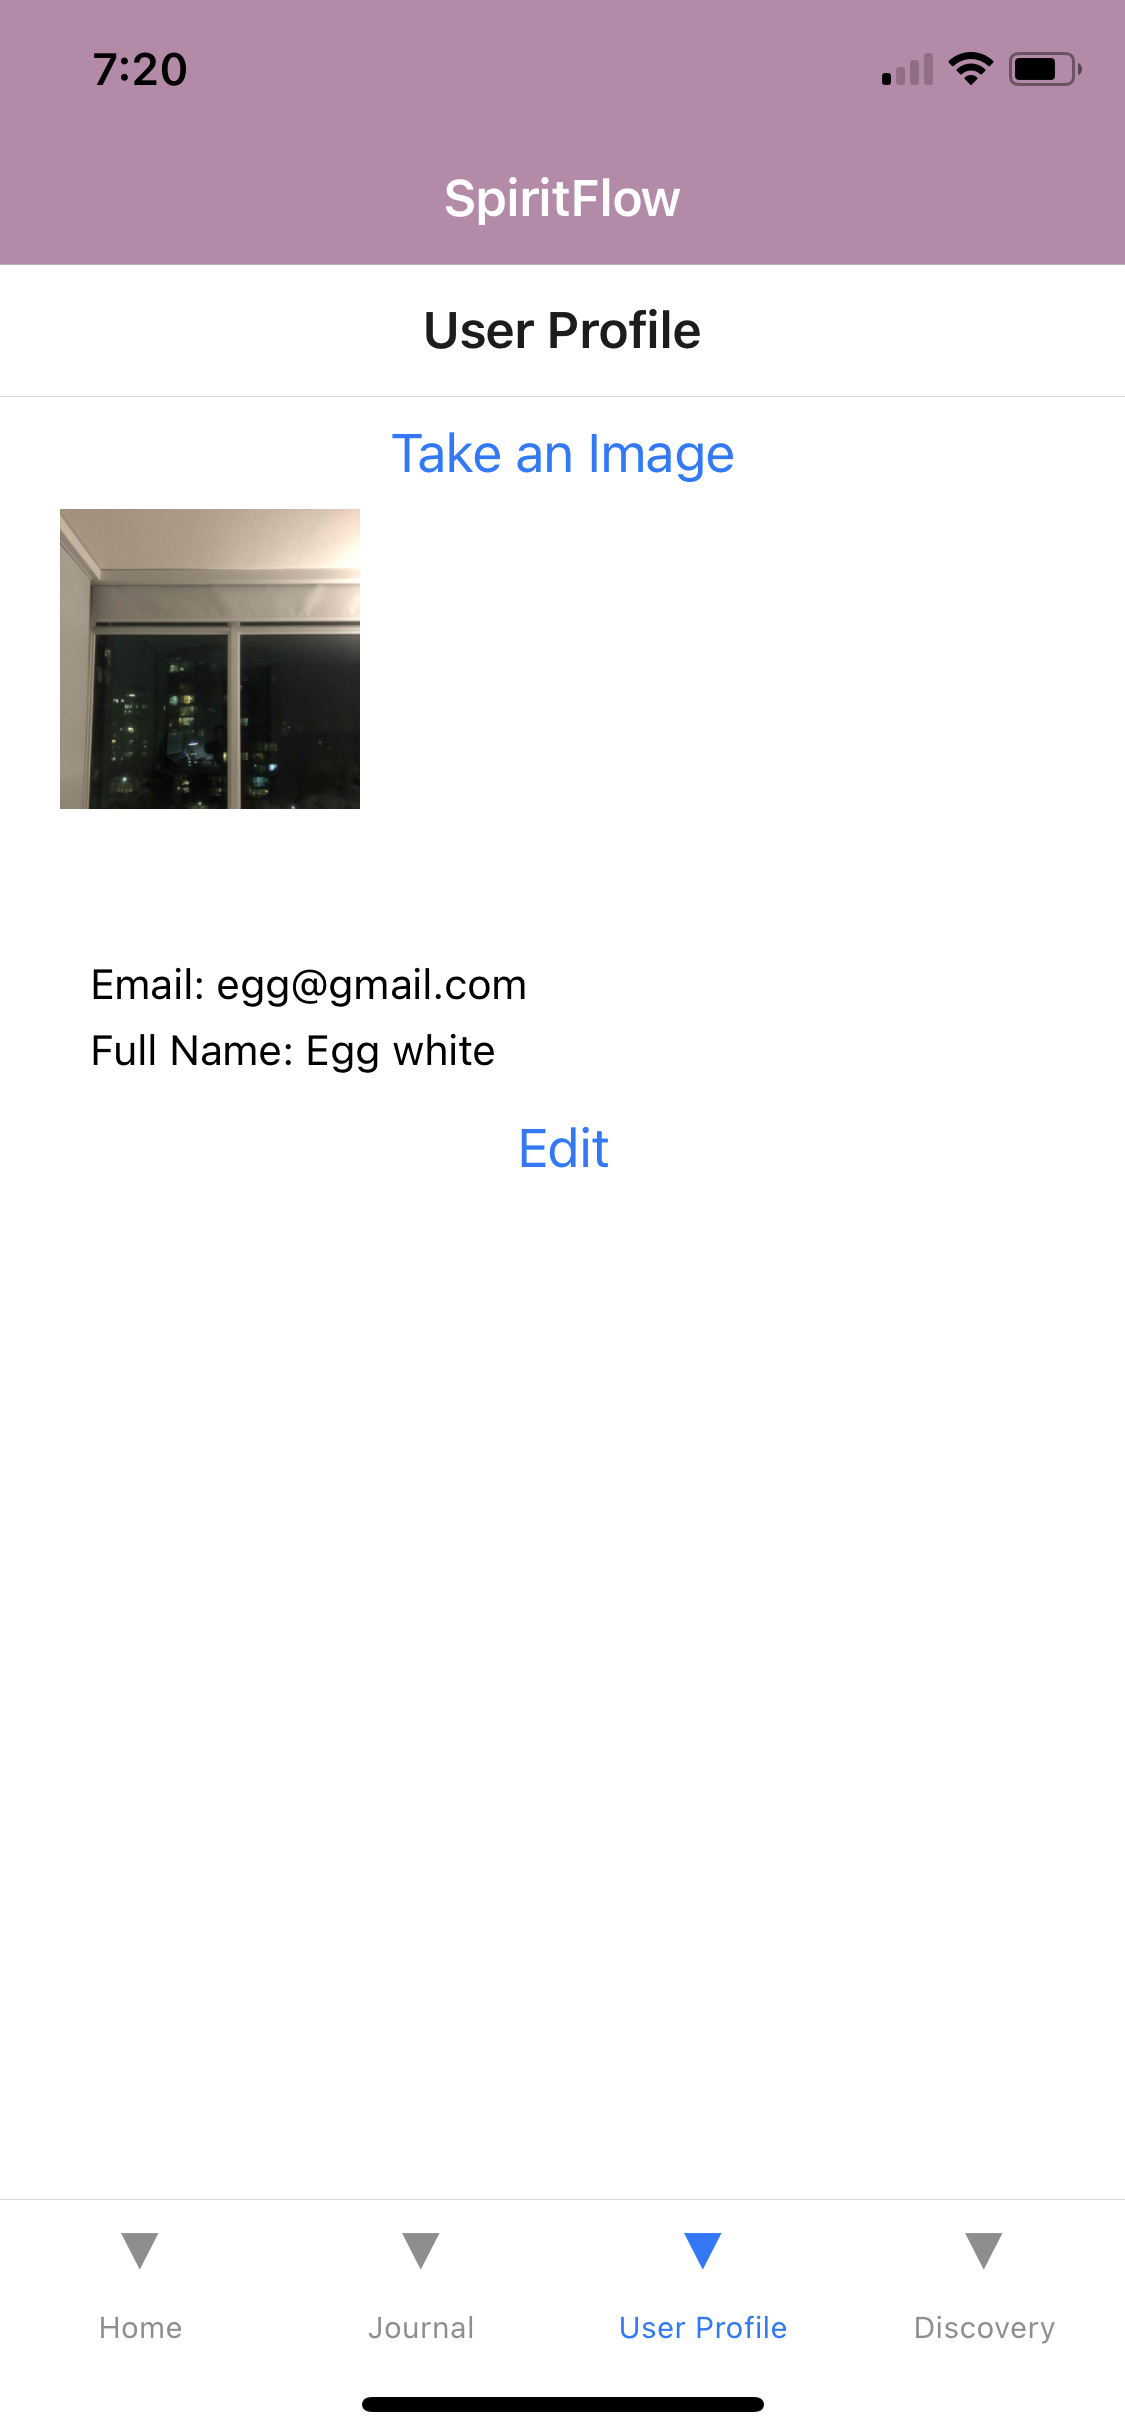 7:20
SpiritFlow
User Profile
Take an Image
Email: egg@gmail.com
Full Name: Egg white
Edit
Home
Journal
User Profile
Discovery